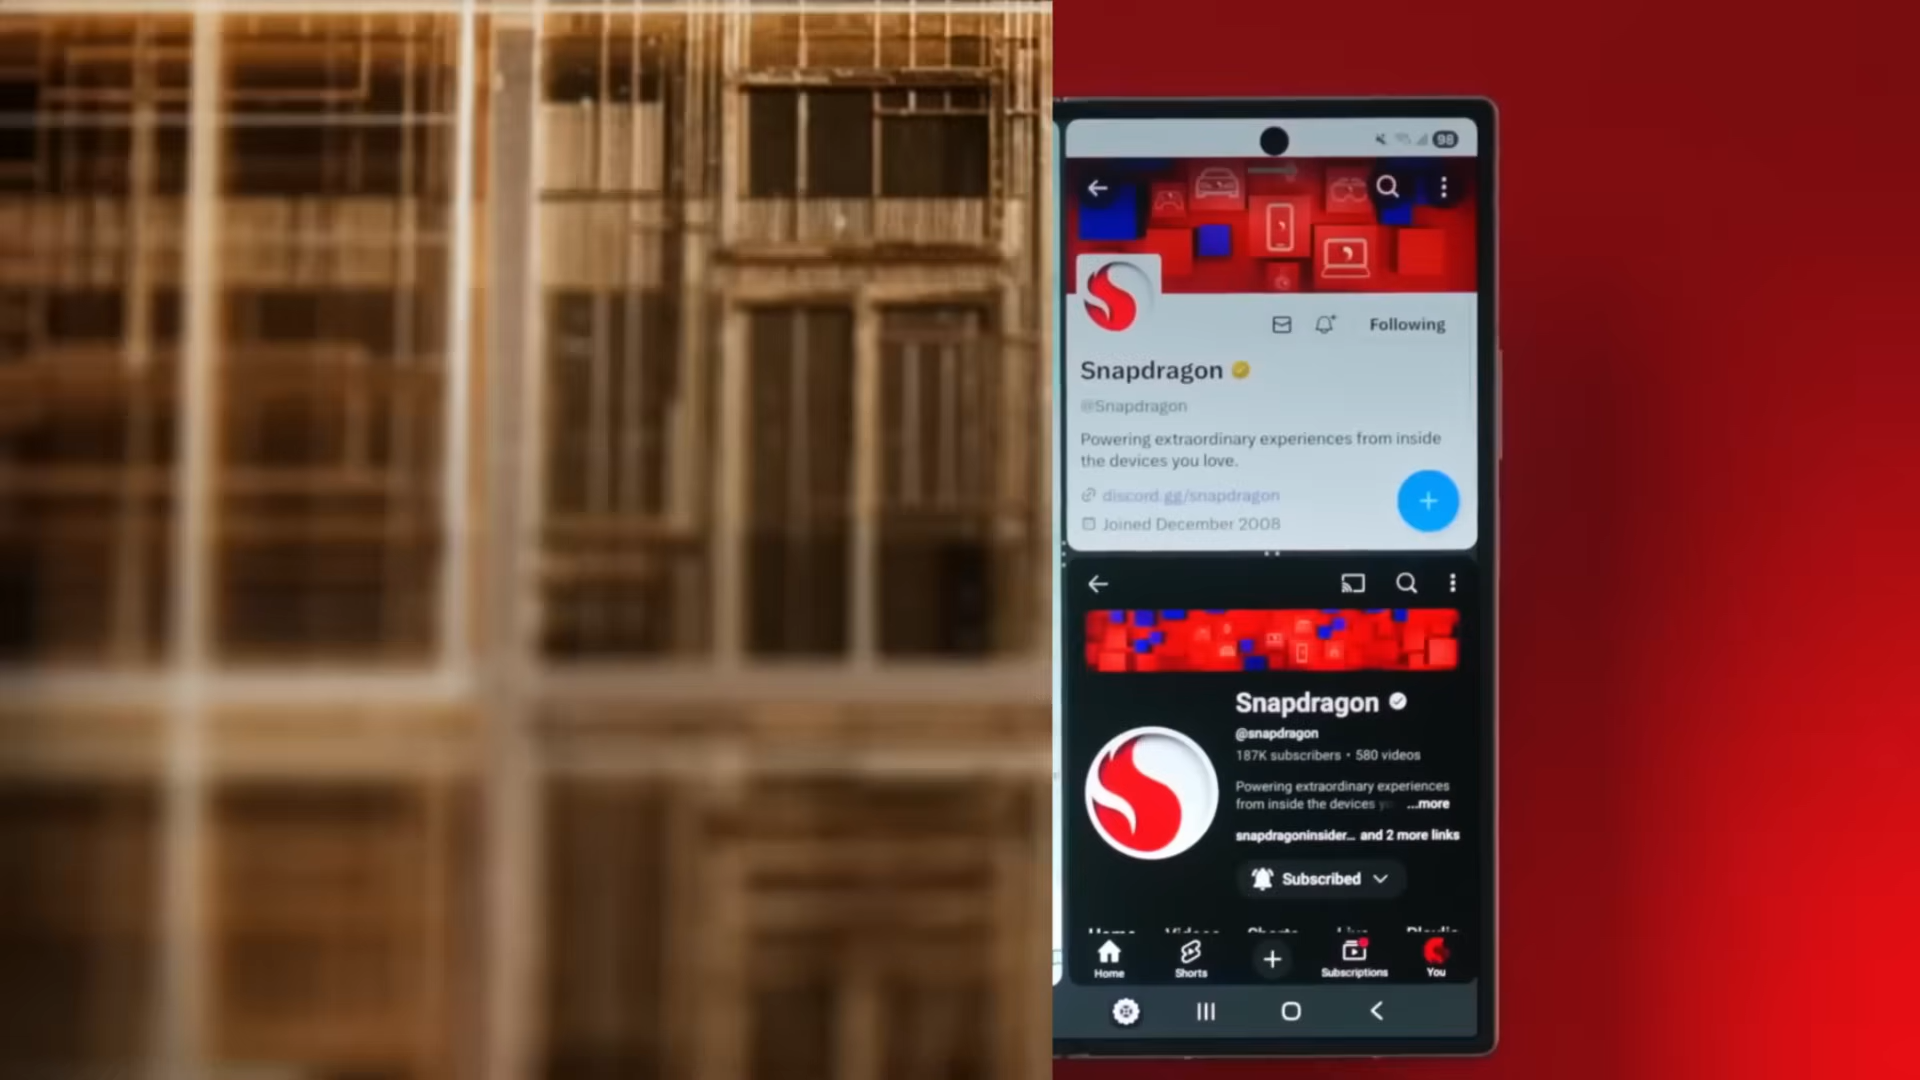 98
Following
Snapdragon
@Snapdragon
Powering extraordinary experiences from inside
the devices you love.
discord.gg/snapdragon
Joined December 2008
Snapdragon
@snapdragon
187K subscribers • 580 videos
Powering extraordinary experiences
from inside the devices ...more
snapdragoninsider... and 2 more links
Subscribed
Home
Shorts
Subscriptions
You